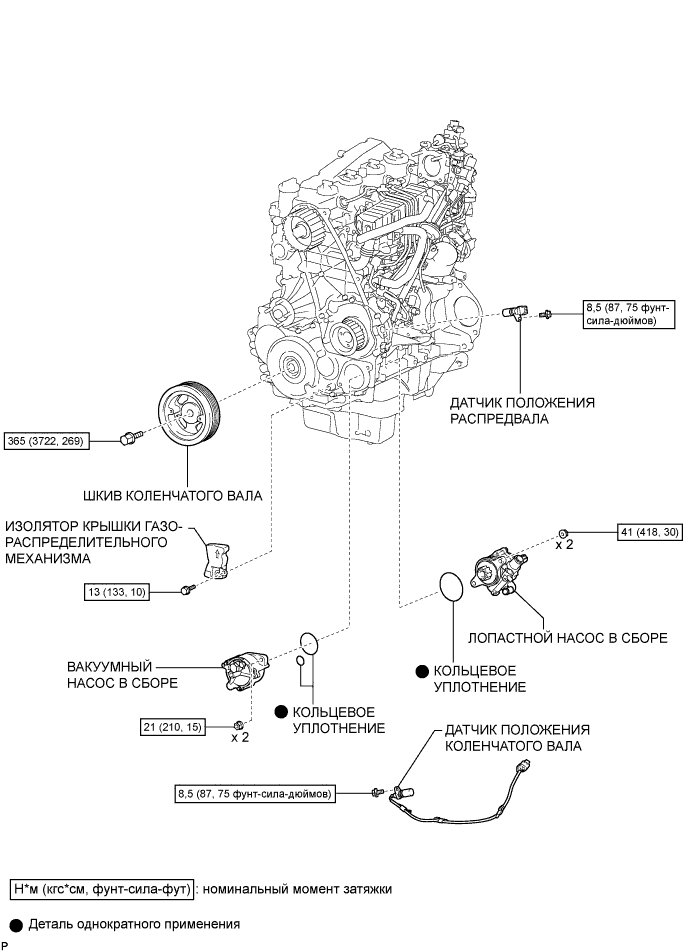 8,5 (87, 75 фунт-
сила-дюймов)
ДАТЧИК ПОЛОЖЕНИЯ
РАСПРЕДВАЛА
365 (3722, 269)
ШКИВ КОЛЕНЧАТОГО ВАЛА
ИЗОЛЯТОР КРЫШКИ ГАЗО-
РАСПРЕДЕЛИТЕЛЬНОГО
МЕХАНИЗМА
41 (418, 30)
x 2
13 (133, 10)
ЛОПАСТНОЙ НАСОС В СБОРЕ
ВАКУУМНЫЙ
НАСОС В СБОРЕ
КОЛЬЦЕВОЕ
УПЛОТНЕНИЕ
КОЛЬЦЕВОЕ
УПЛОТНЕНИЕ
21 (210, 15)
x 2
ДАТЧИК ПОЛОЖЕНИЯ
КОЛЕНЧАТОГО ВАЛА
8,5 (87, 75 фунт-сила-дюймов)
Н*м (кгс*см, фунт-сила-фут) : номинальный момент затяжки
Деталь однократного применения
P